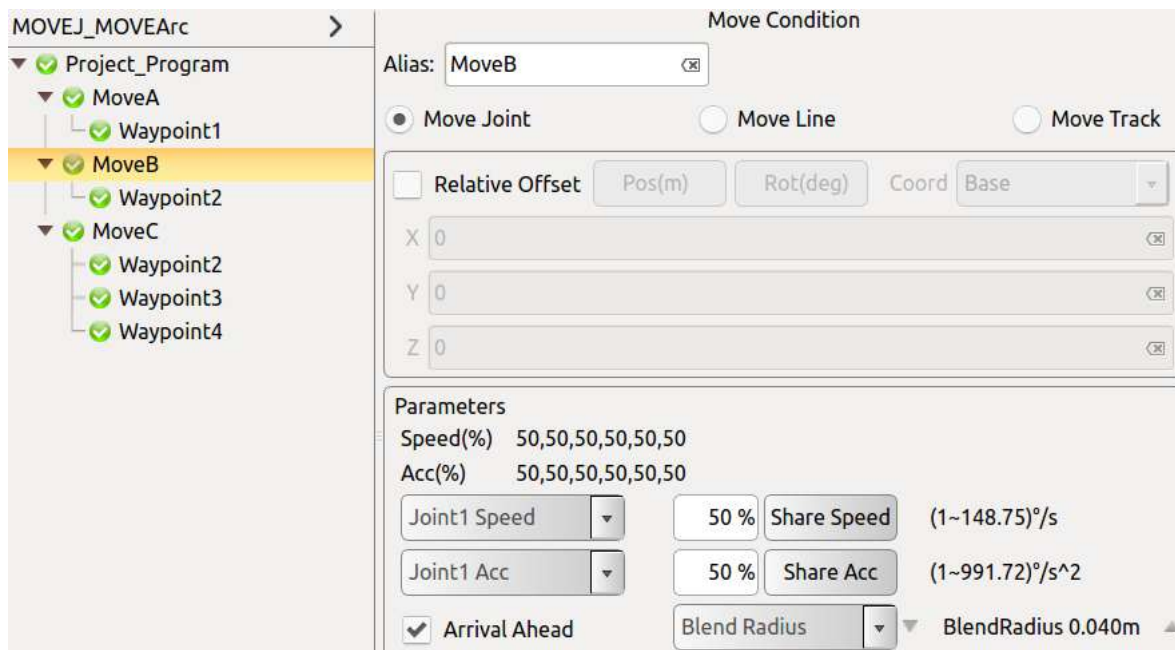 MOVEJ_MOVEArc
Project_Program
MoveA
Waypoint1
MoveB
Waypoint2
MoveC
Waypoint2
Waypoint3
Waypoint4
Move Condition
Alias: MoveB
Move Joint Move Line Move Track
Relative Offset Pos(m) Rot(deg) Coord Base
X 0
Y 0
Z 0
Parameters
Speed(%) 50,50,50,50,50,50
Acc(%) 50,50,50,50,50,50
Joint1 Speed 50 % Share Speed (1~148.75)°/s
Joint1 Acc 50 % Share Acc (1~991.72)°/s^2
Arrival Ahead Blend Radius BlendRadius 0.040m